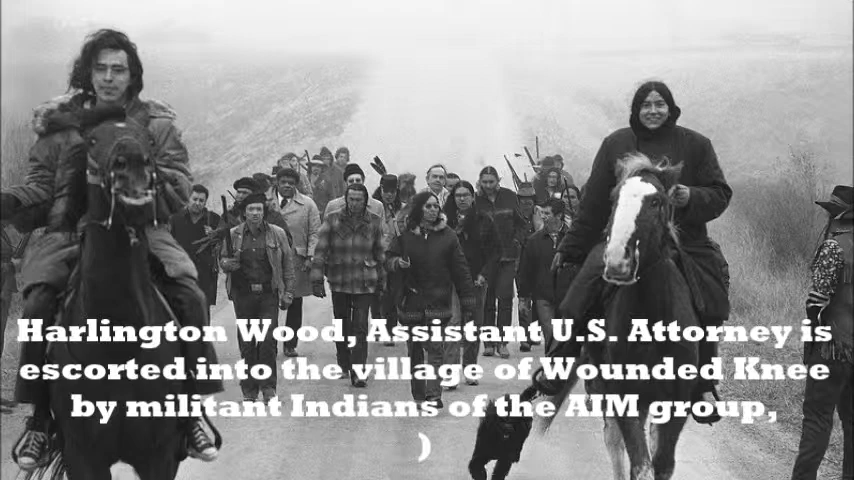 Harlington Wood, Assistant U.S. Attorney is
escorted into the village of Wounded Knee
by militant Indians of the AIM group,
)